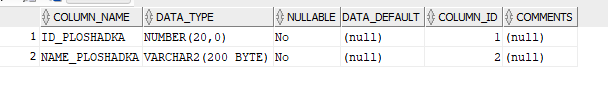 COLUMN_NAME DATA_TYPE NULLABLE DATA_DEFAULT COLUMN_ID COMMENTS
1 ID_PLOSHADKA NUMBER(20,0) No (null) 1 (null)
2 NAME_PLOSHADKA VARCHAR2(200 BYTE) No (null) 2 (null)